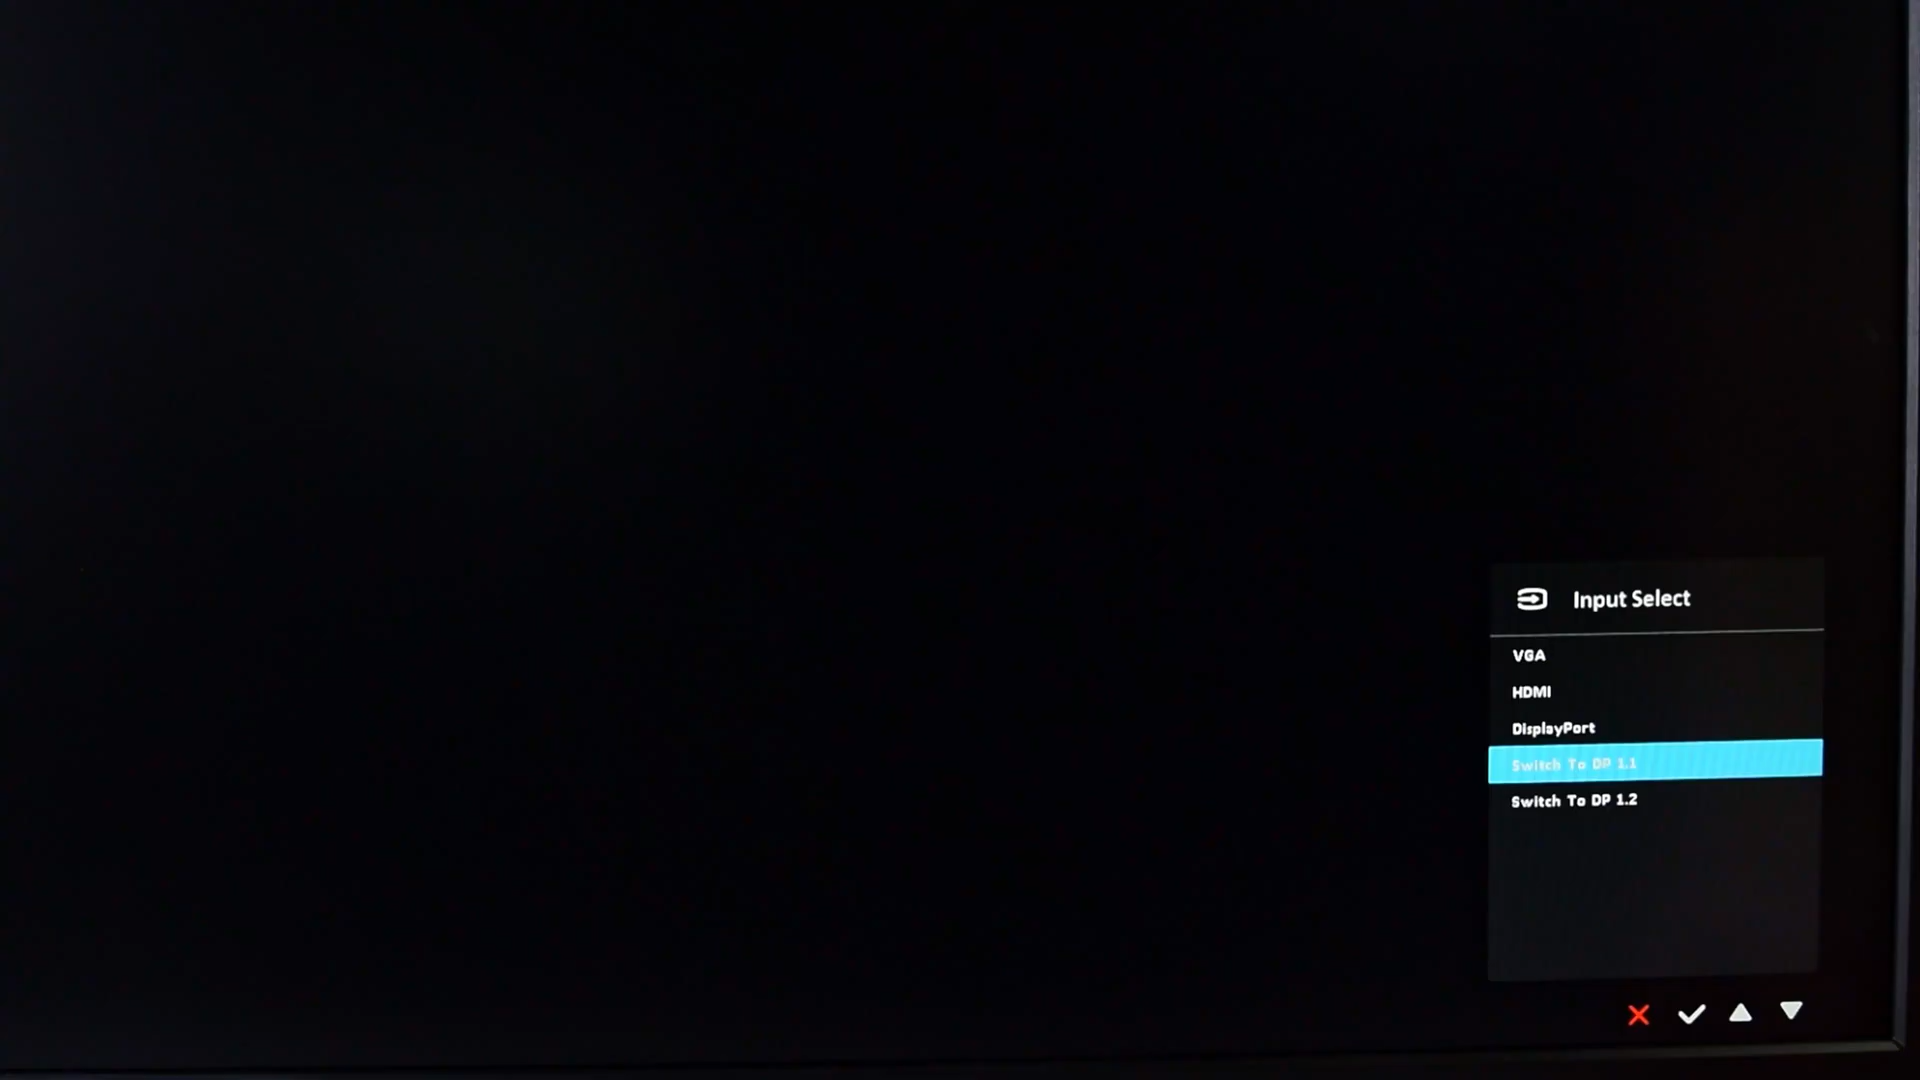 Input Select
VGA
HDMI
DisplayPort
Switch To DP 1.1
Switch To DP 1.2